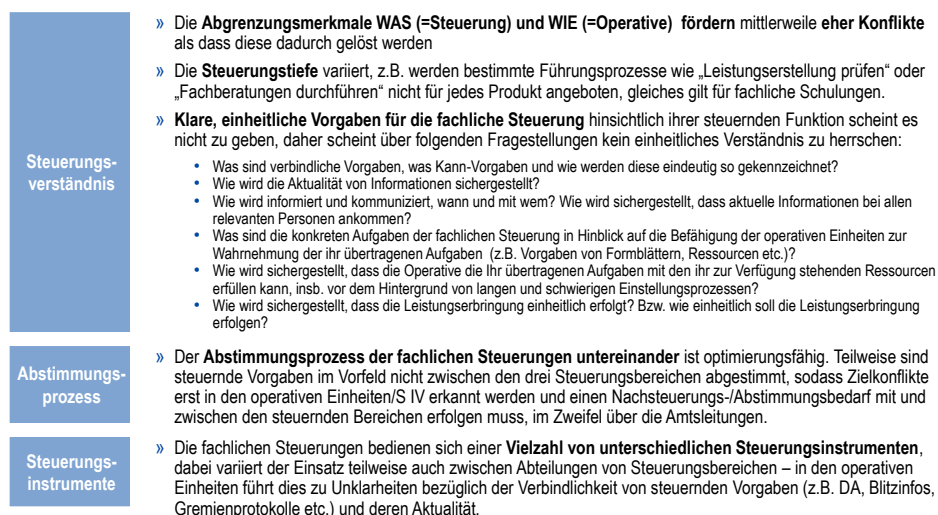 Steuerungs-
verständnis
» Die Abgrenzungsmerkmale WAS (=Steuerung) und WIE (=Operative) fördern mittlerweile eher Konflikte
als dass diese dadurch gelöst werden
» Die Steuerungstiefe variiert, z.B. werden bestimmte Führungsprozesse wie „Leistungserstellung prüfen“ oder
„Fachberatungen durchführen“ nicht für jedes Produkt angeboten, gleiches gilt für fachliche Schulungen.
» Klare, einheitliche Vorgaben für die fachliche Steuerung hinsichtlich ihrer steuernden Funktion scheint es
nicht zu geben, daher scheint über folgenden Fragestellungen kein einheitliches Verständnis zu herrschen:
• Was sind verbindliche Vorgaben, was Kann-Vorgaben und wie werden diese eindeutig so gekennzeichnet?
• Wie wird die Aktualität von Informationen sichergestellt?
• Wie wird informiert und kommuniziert, wann und mit wem? Wie wird sichergestellt, dass aktuelle Informationen bei allen
relevanten Personen ankommen?
• Was sind die konkreten Aufgaben der fachlichen Steuerung in Hinblick auf die Befähigung der operativen Einheiten zur
Wahrnehmung der ihr übertragenen Aufgaben (z.B. Vorgaben von Formblättern, Ressourcen etc.)?
• Wie wird sichergestellt, dass die Operative die Ihr übertragenen Aufgaben mit den ihr zur Verfügung stehenden Ressourcen
erfüllen kann, insb. vor dem Hintergrund von langen und schwierigen Einstellungsprozessen?
• Wie wird sichergestellt, dass die Leistungserbringung einheitlich erfolgt? Bzw. wie einheitlich soll die Leistungserbringung
erfolgen?
Abstimmungs-
prozess
» Der Abstimmungsprozess der fachlichen Steuerungen untereinander ist optimierungsfähig. Teilweise sind
steuernde Vorgaben im Vorfeld nicht zwischen den drei Steuerungsbereichen abgestimmt, sodass Zielkonflikte
erst in den operativen Einheiten/S IV erkannt werden und einen Nachsteuerungs-/Abstimmungsbedarf mit und
zwischen den steuernden Bereichen erfolgen muss, im Zweifel über die Amtsleitungen.
Steuerungs-
instrumente
» Die fachlichen Steuerungen bedienen sich einer Vielzahl von unterschiedlichen Steuerungsinstrumenten,
dabei variiert der Einsatz teilweise auch zwischen Abteilungen von Steuerungsbereichen – in den operativen
Einheiten führt dies zu Unklarheiten bezüglich der Verbindlichkeit von steuernden Vorgaben (z.B. DA, Blitzinfos,
Gremienprotokolle etc.) und deren Aktualität.